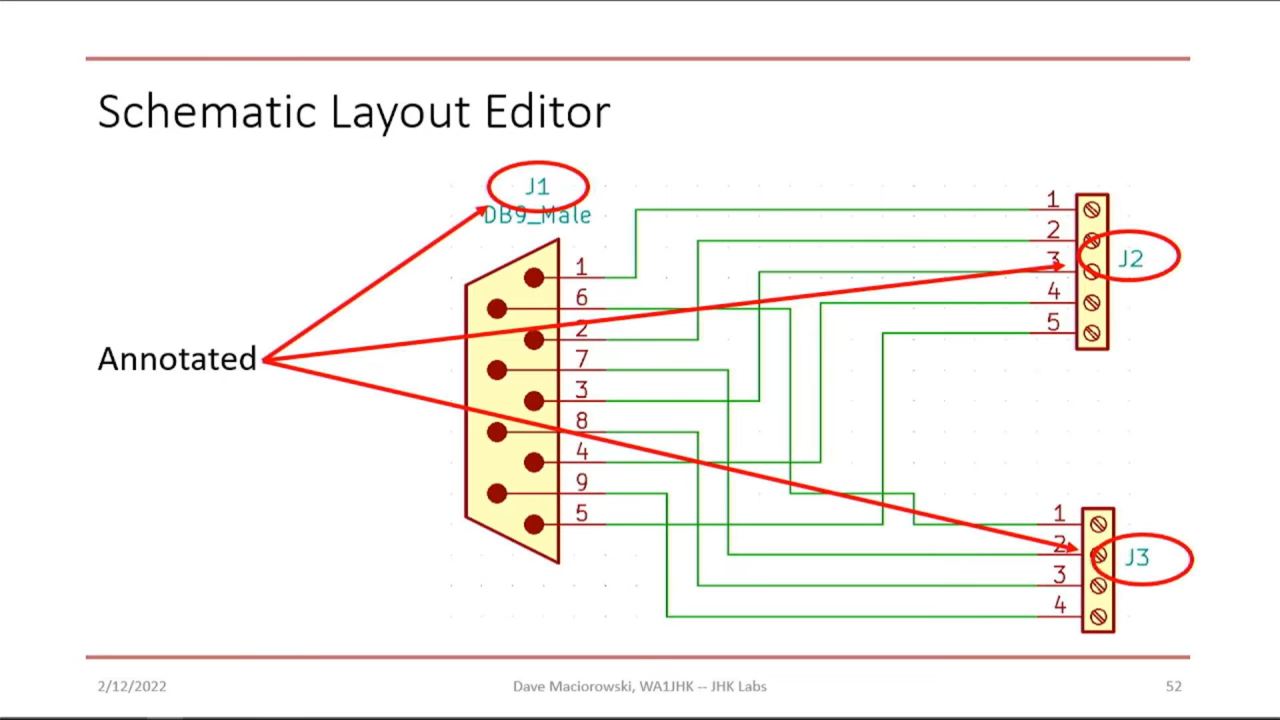 Schematic Layout Editor
J1
DB9_Male
Annotated
1
6
2
7
3
8
4
9
5
1
2
3
4
5
J2
1
2
3
4
J3
2/12/2022
Dave Maciorowski, WA1JHK -- JHK Labs
52